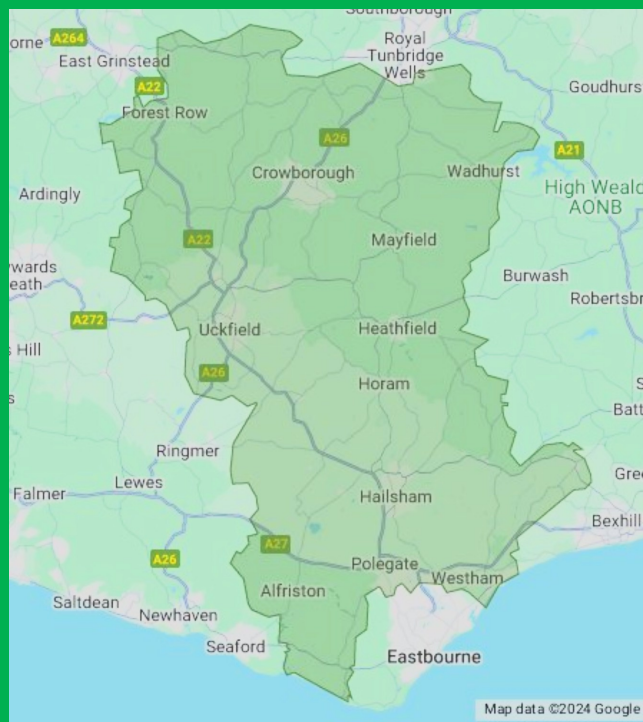 Southborough
orne
A264
East Grinstead
Royal
Tunbridge
Wells
A22
Forest Row
Goudhurs
A26
A21
Crowborough
Wadhurst
Ardingly
High Weald
AONB
A22
Mayfield
ywards
eath
Burwash
A272
Robertsbr
Uckfield
Heathfield
s Hill
A26
Horam
S
s
Batt
Ringmer
Lewes
Gree
Falmer
Hailsham
Bexhill
A27
A26
Polegate
Westham
Alfriston
Saltdean
Newhaven
Seaford
Eastbourne
Map data ©2024 Google